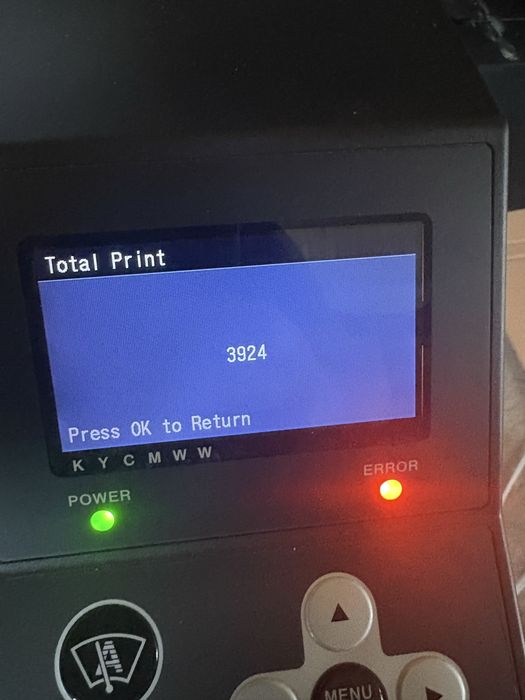 Total Print
3924
Press OK to Return
K Y C M W W
POWER
ERROR
MENU